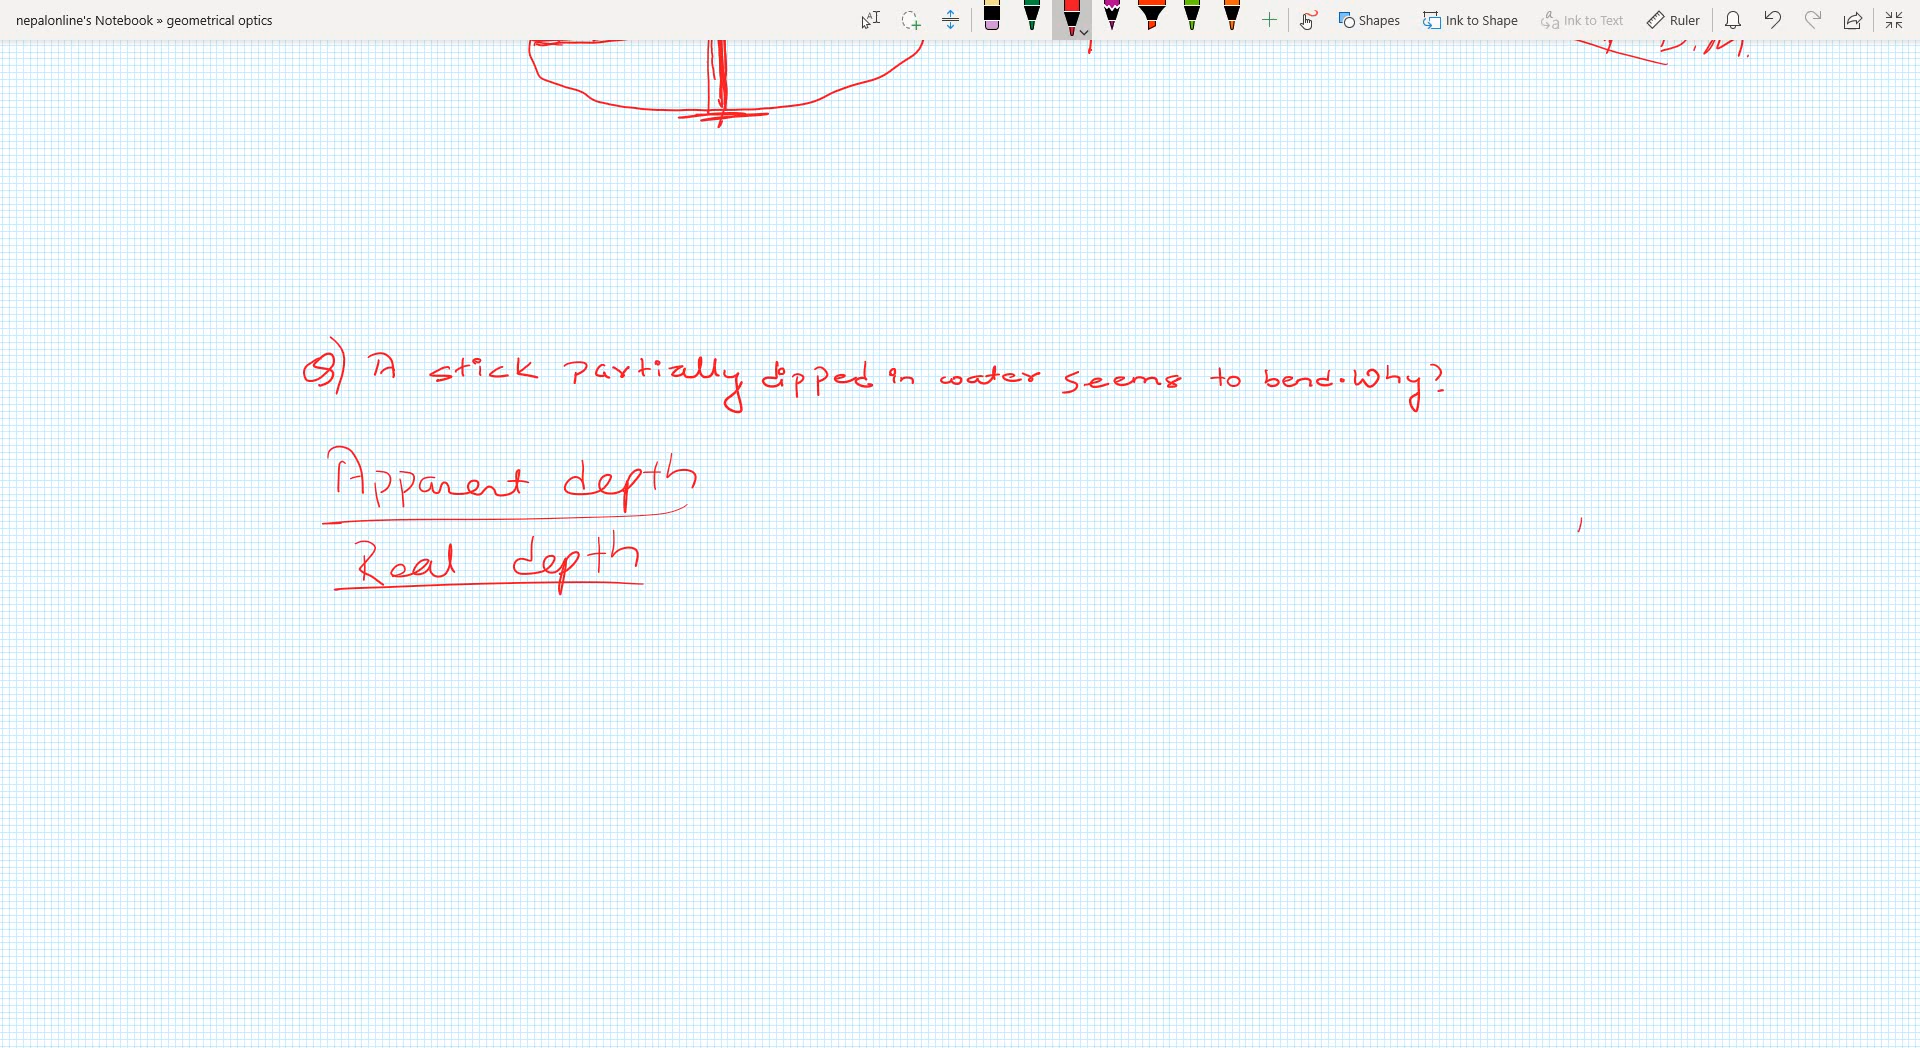 nepalonline's Notebook » geometrical optics
Shapes
Ink to Shape
Ink to Text
Ruler
D.M.
Q) A stick partially dipped in water seems to bend. Why?
Apparent depth
Real depth